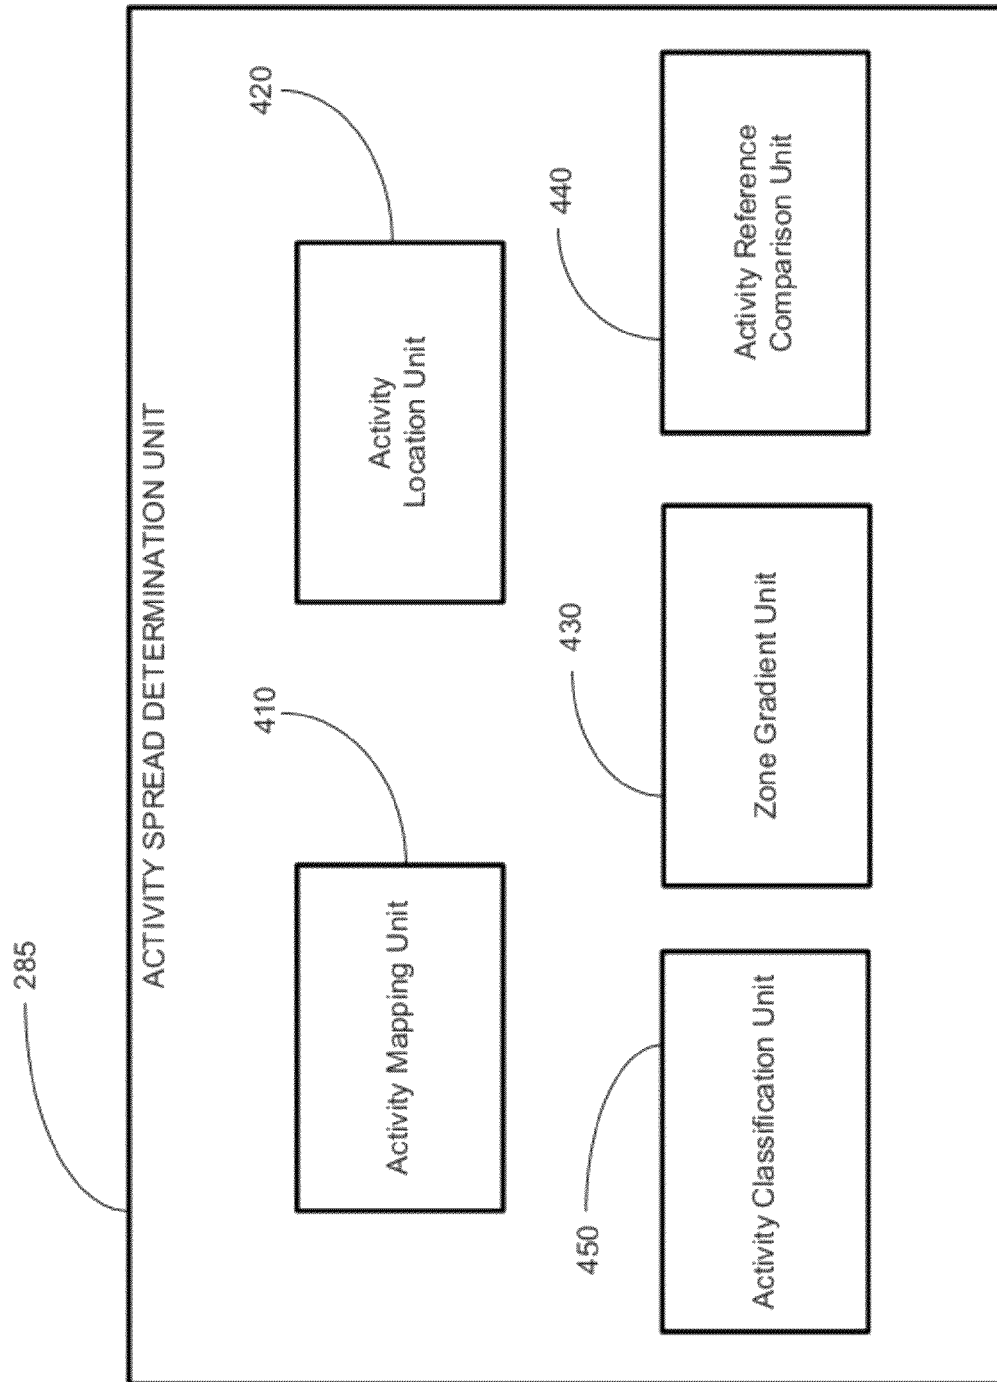 285
ACTIVITY SPREAD DETERMINATION UNIT
410
420
Activity Mapping Unit
Activity
Location Unit
450
430
440
Activity Classification Unit
Zone Gradient Unit
Activity Reference
Comparison Unit